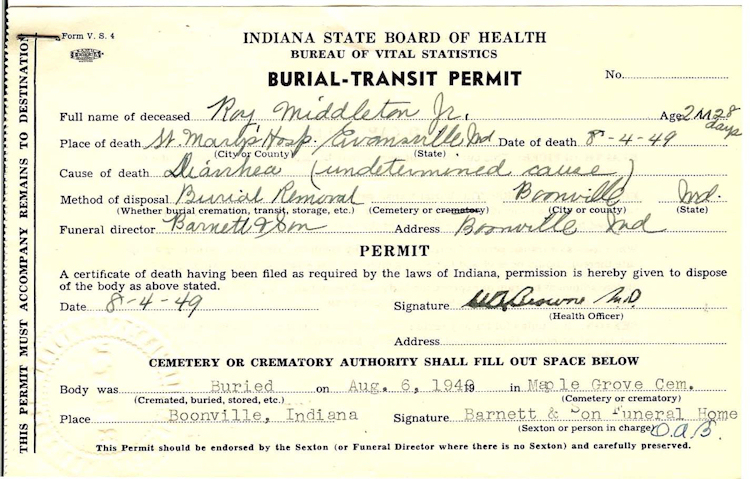 Form V. S. 4
INDIANA STATE BOARD OF HEALTH
BUREAU OF VITAL STATISTICS
BURIAL-TRANSIT PERMIT
No.
Full name of deceased Roy Middleton Jr. Age 2 M 28 days
Place of death St. Mary's Hosp. Evansville Ind Date of death 8-4-49
(City or County) (State)
Cause of death Diarrhea (undetermined cause)
Method of disposal Burial Removal Boonville Ind.
(Whether burial cremation, transit, storage, etc.) (Cemetery or crematory) (City or county) (State)
Funeral director Barnett & Son Address Boonville Ind
PERMIT
A certificate of death having been filed as required by the laws of Indiana, permission is hereby given to dispose
of the body as above stated.
Date 8-4-49 Signature Browne M.D.
(Health Officer)
Address
CEMETERY OR CREMATORY AUTHORITY SHALL FILL OUT SPACE BELOW
Body was Buried on Aug. 6, 1949 in Maple Grove Cem.
(Cremated, buried, stored, etc.) (Cemetery or crematory)
Place Boonville, Indiana Signature Barnett & Son Funeral Home
(Sexton or person in charge) O.A.B.
This Permit should be endorsed by the Sexton (or Funeral Director where there is no Sexton) and carefully preserved.
THIS PERMIT MUST ACCOMPANY REMAINS TO DESTINATION